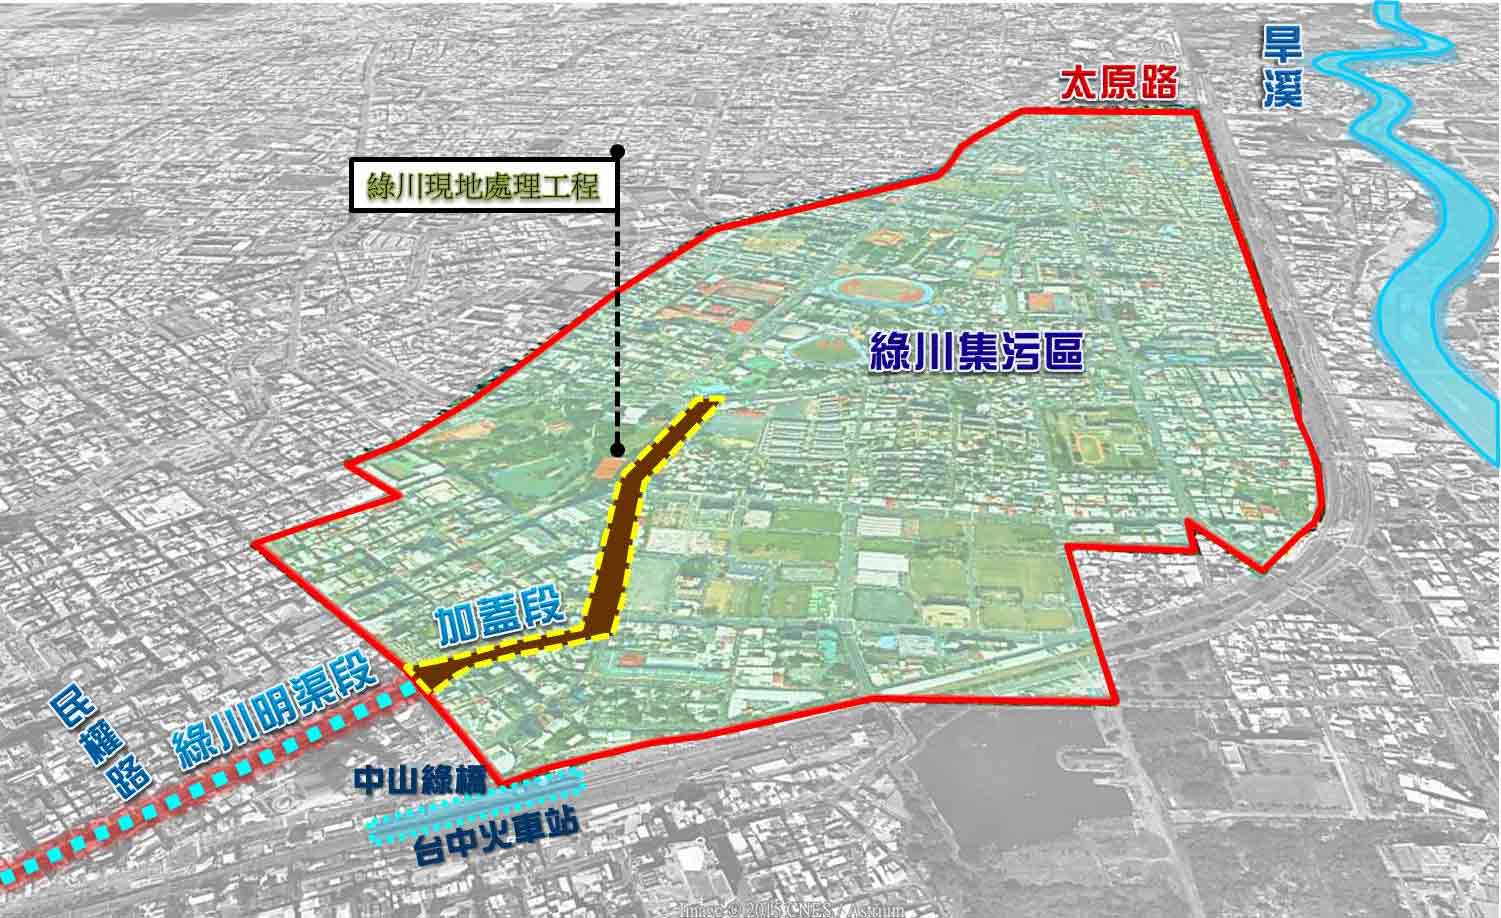 旱溪
太原路
綠川現地處理工程
綠川集污區
加蓋段
綠川明渠段
民權路
中山綠橋
台中火車站
Image © 2015 CNES / Astrium